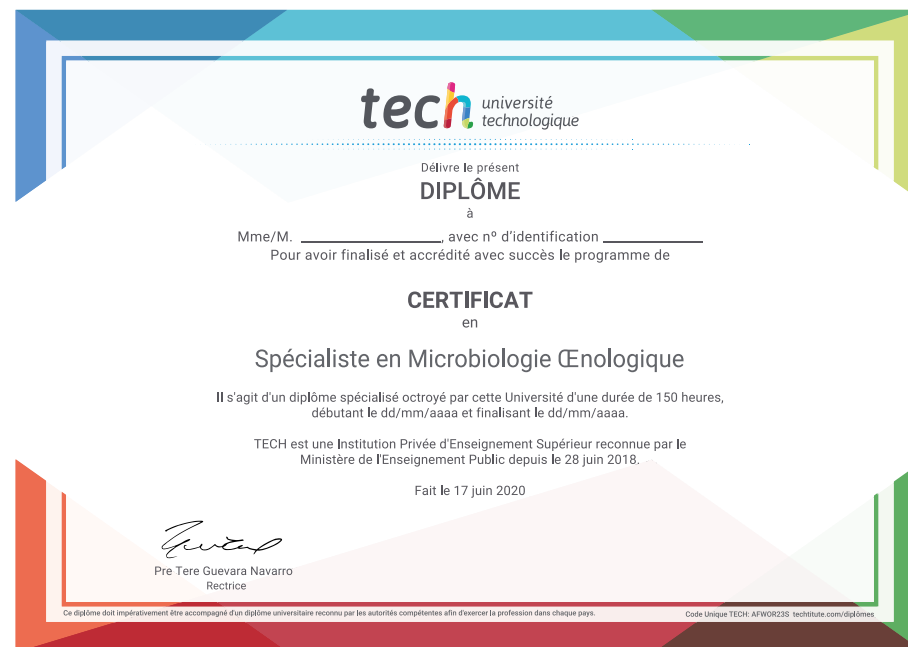 tech université
technologique
Délivre le présent
DIPLÔME
à
Mme/M. ____________________, avec nº d'identification ______________
Pour avoir finalisé et accrédité avec succès le programme de
CERTIFICAT
en
Spécialiste en Microbiologie Œnologique
Il s'agit d'un diplôme spécialisé octroyé par cette Université d'une durée de 150 heures,
débutant le dd/mm/aaaa et finalisant le dd/mm/aaaa.
TECH est une Institution Privée d'Enseignement Supérieur reconnue par le
Ministère de l'Enseignement Public depuis le 28 juin 2018.
Fait le 17 juin 2020
Pre Tere Guevara Navarro
Rectrice
Ce diplôme doit impérativement être accompagné d'un diplôme universitaire reconnu par les autorités compétentes afin d'exercer la profession dans chaque pays.
Code Unique TECH: AFWOR23S techtitute.com/diplômes